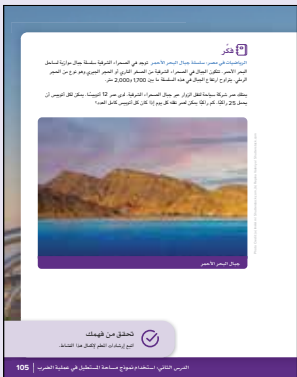 فكّر
الرياضيات في مصر: سلسلة جبال البحر الأحمر توجد في الصحراء الشرقية سلسلة جبال موازية لساحل
البحر الأحمر. تتكون الجبال في الصحراء الشرقية من الصخر الناري أو الحجر الجيري وهو نوع من الحجر
الرملي. يتراوح ارتفاع الجبال في هذه السلسلة ما بين 1,700 و2,000 متر.
يمتلك عمر شركة سياحة لنقل الزوار عبر جبال الصحراء الشرقية. لدى عمر 12 أتوبيسًا. يمكن لكل أتوبيس أن
يحمل 25 راكبًا. كم راكبًا يمكن لعمر نقله كل يوم إذا كان كل أتوبيس كامل العدد؟
جبال البحر الأحمر
تحقق من فهمك
اتبع إرشادات المعلم لإكمال هذا النشاط.
الدرس الثاني: استخدام نموذج مساحة المستطيل في عملية الضرب 105